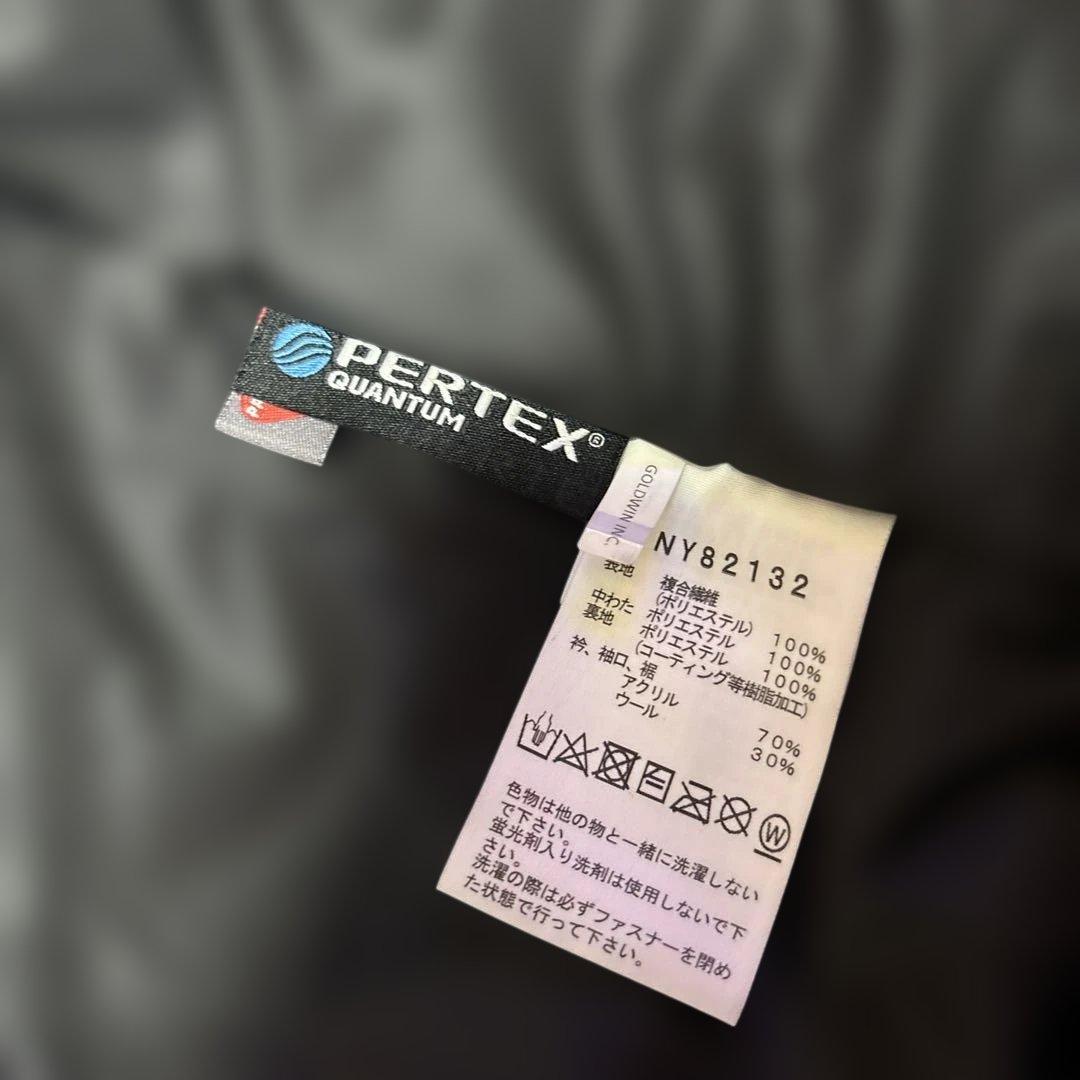 PERTEX®
QUANTUM
PA
GOLDWIN INC.
NY82132
表地 複合繊維
(ポリエステル) 100%
中わた ポリエステル 100%
裏地 ポリエステル 100%
(コーティング等樹脂加工)
衿、袖口、裾
アクリル 70%
ウール 30%
W
色物は他の物と一緒に洗濯しない
で下さい。
蛍光剤入り洗剤は使用しないで下
さい。
洗濯の際は必ずファスナーを閉め
た状態で行って下さい。